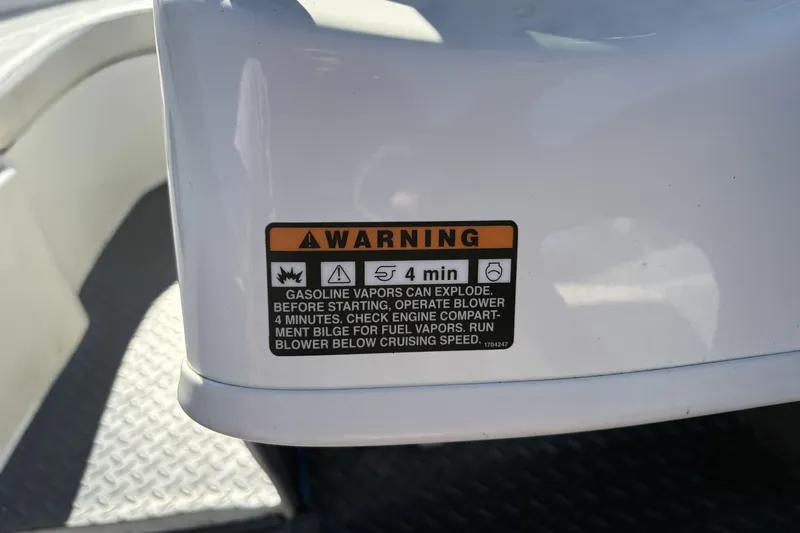 WARNING
4 min
GASOLINE VAPORS CAN EXPLODE.
BEFORE STARTING, OPERATE BLOWER
4 MINUTES. CHECK ENGINE COMPART-
MENT BILGE FOR FUEL VAPORS. RUN
BLOWER BELOW CRUISING SPEED. 1704247